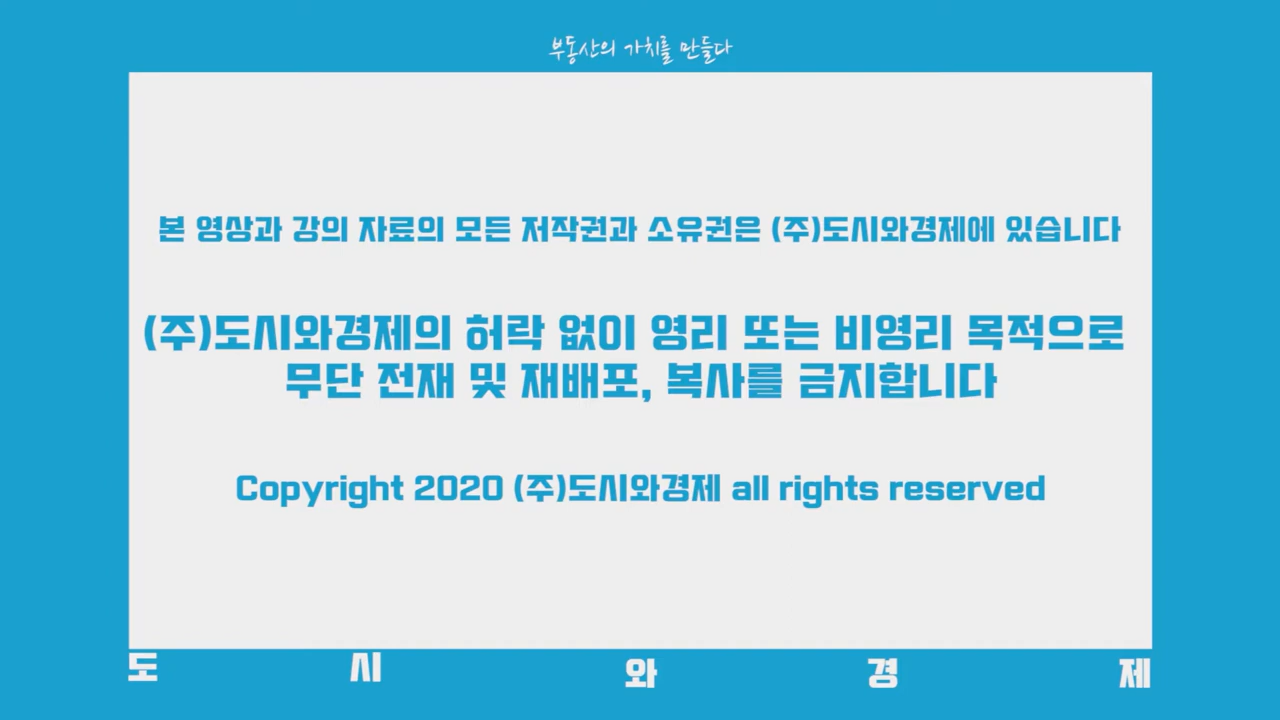 부동산의 가치를 만들다
본 영상과 강의 자료의 모든 저작권과 소유권은 (주)도시와경제에 있습니다
(주)도시와경제의 허락 없이 영리 또는 비영리 목적으로
무단 전재 및 재배포, 복사를 금지합니다
Copyright 2020 (주)도시와경제 all rights reserved
도 시 와 경 제